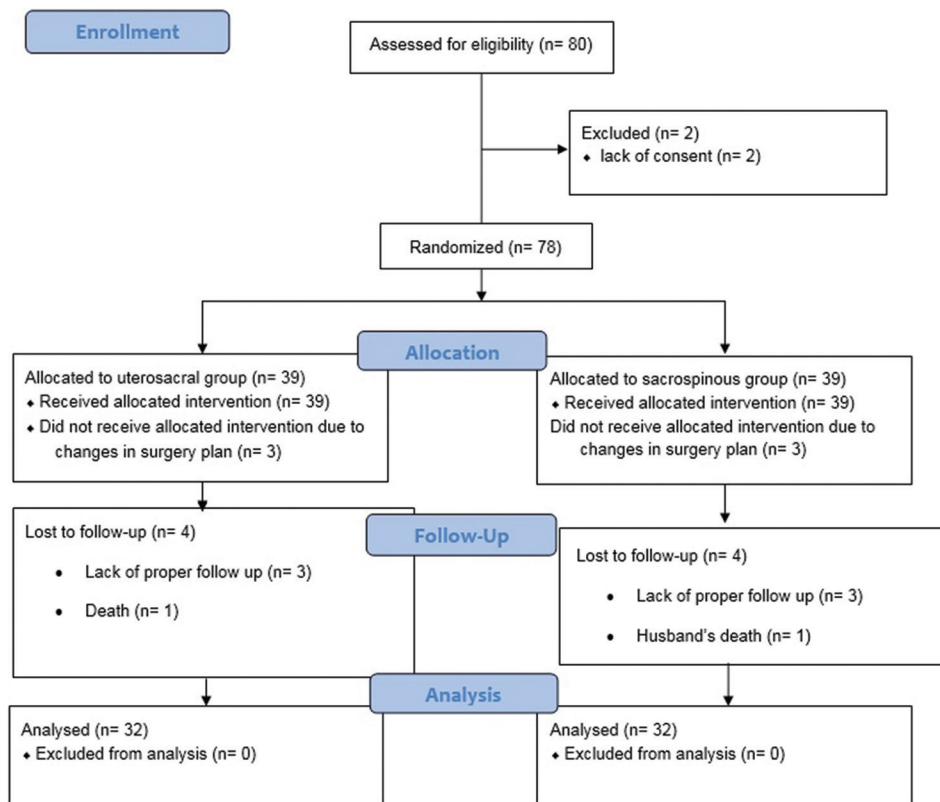 Enrollment
Assessed for eligibility (n= 80)
Excluded (n= 2)
⬥ lack of consent (n= 2)
Randomized (n= 78)
Allocation
Allocated to uterosacral group (n= 39)
⬥ Received allocated intervention (n= 39)
⬥ Did not receive allocated intervention due to
changes in surgery plan (n= 3)
Allocated to sacrospinous group (n= 39)
⬥ Received allocated intervention (n= 39)
Did not receive allocated intervention due to
changes in surgery plan (n= 3)
Follow-Up
Lost to follow-up (n= 4)
• Lack of proper follow up (n= 3)
• Death (n= 1)
Lost to follow-up (n= 4)
• Lack of proper follow up (n= 3)
• Husband's death (n= 1)
Analysis
Analysed (n= 32)
⬥ Excluded from analysis (n= 0)
Analysed (n= 32)
⬥ Excluded from analysis (n= 0)